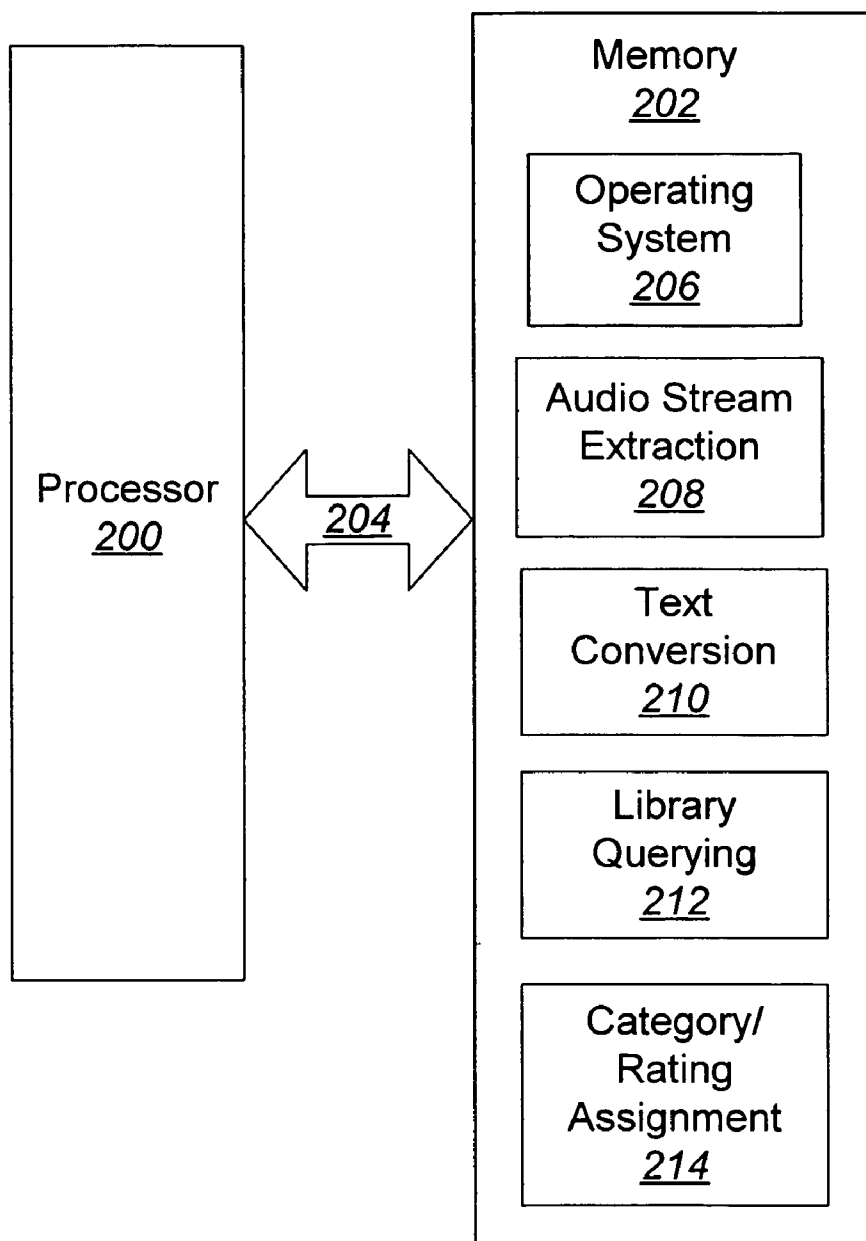 Processor
200
204
Memory
202
Operating
System
206
Audio Stream
Extraction
208
Text
Conversion
210
Library
Querying
212
Category/
Rating
Assignment
214